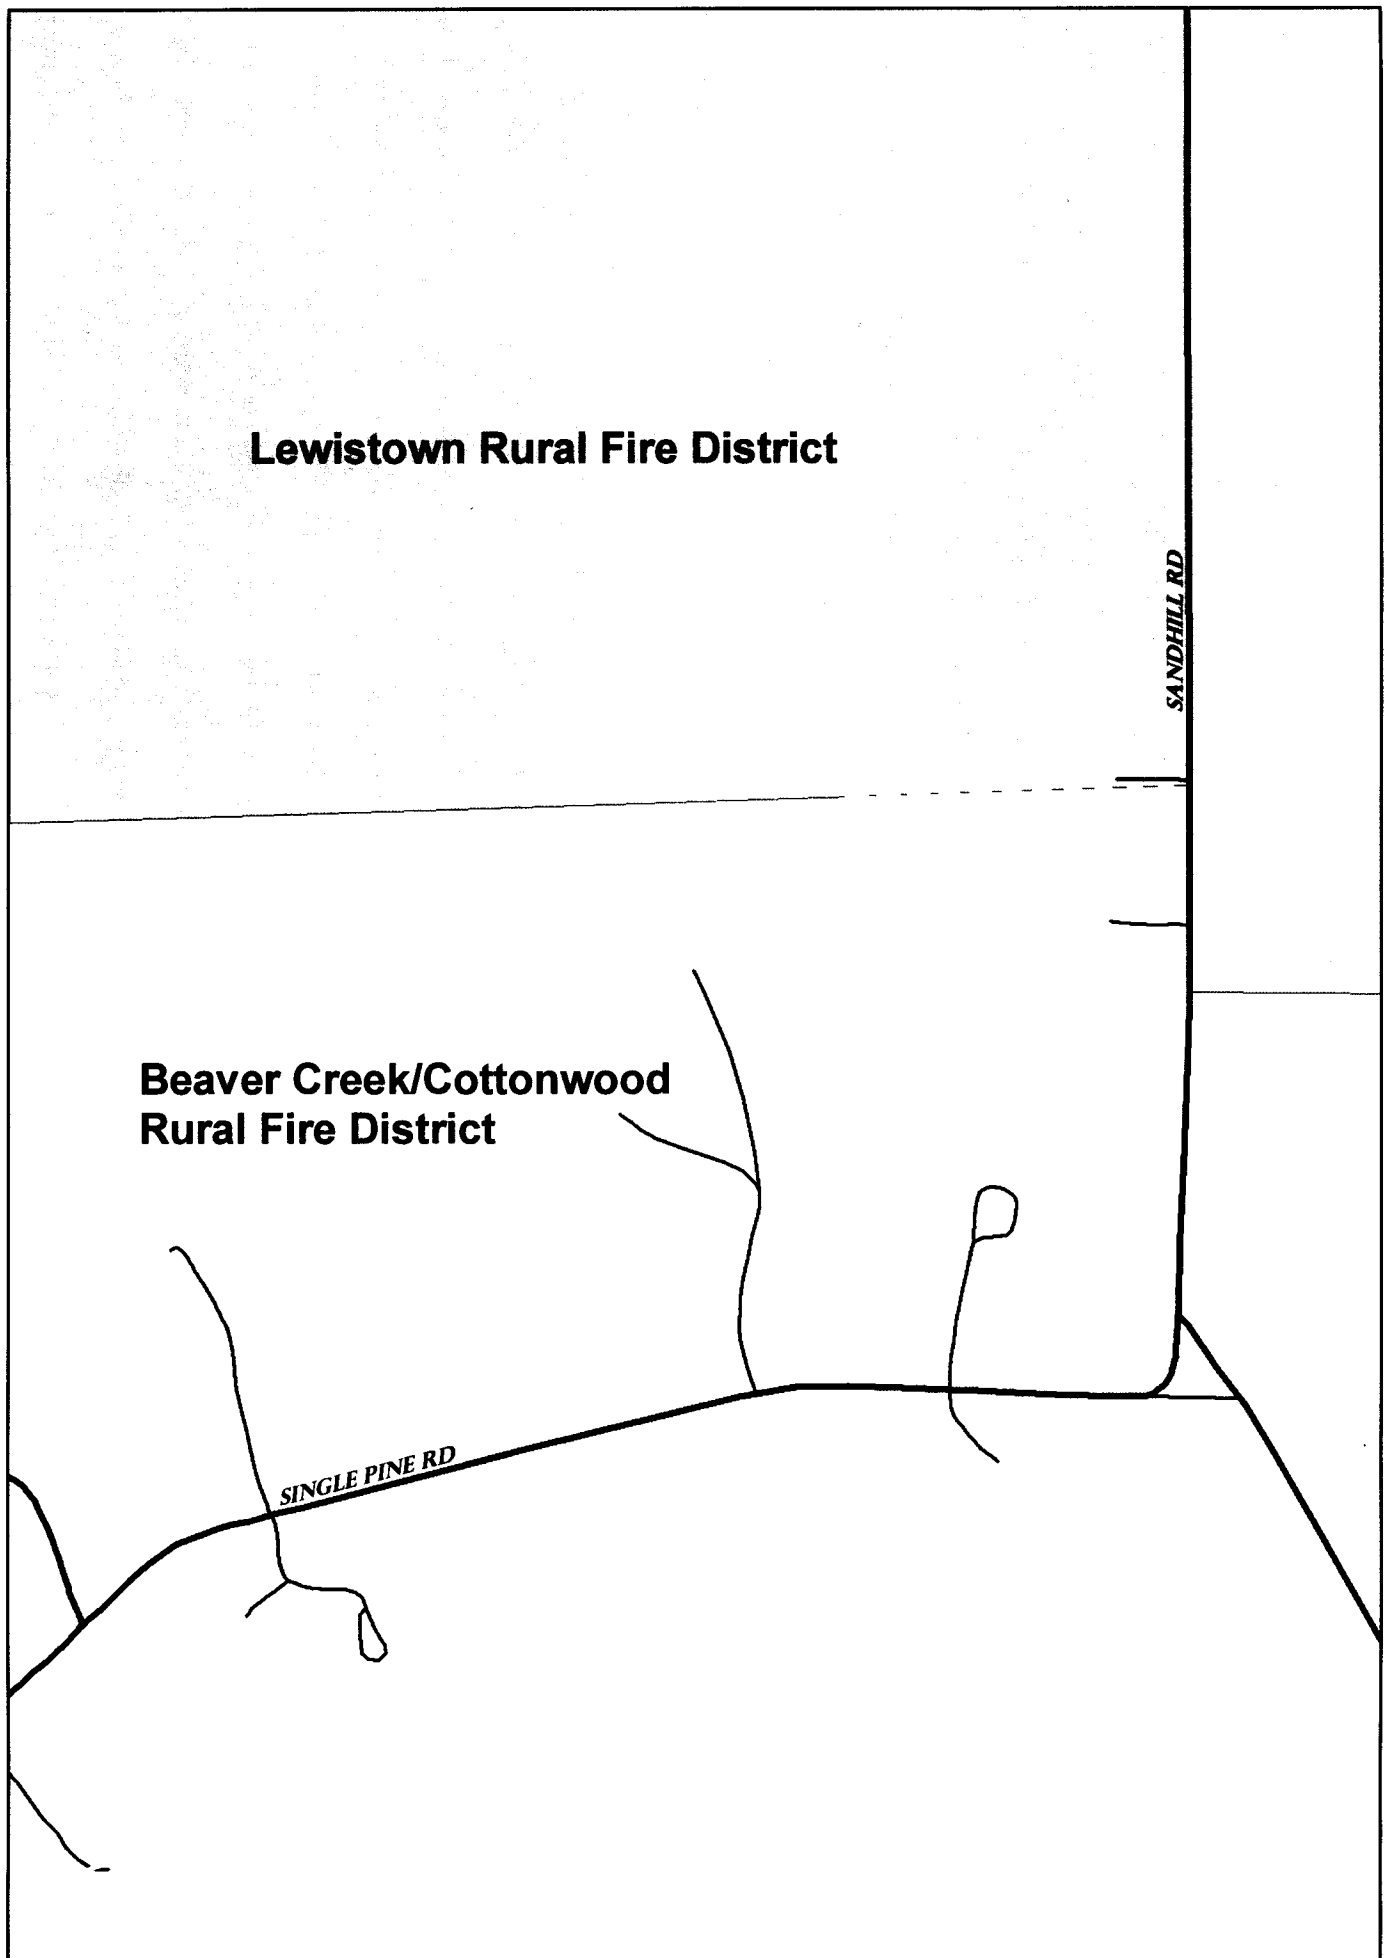 Lewistown Rural Fire District
SANDHILL RD
Beaver Creek/Cottonwood
Rural Fire District
SINGLE PINE RD